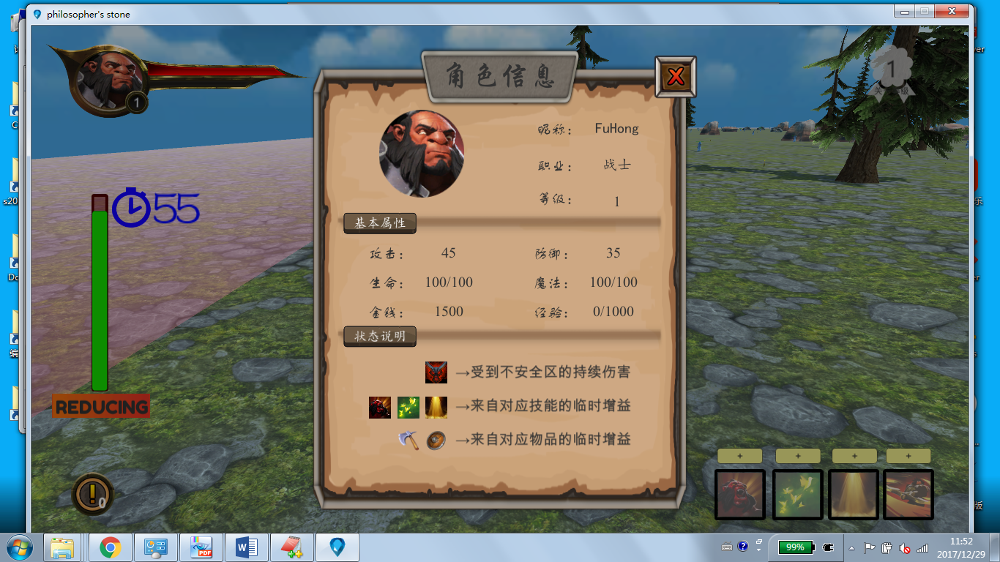 philosopher's stone
角色信息
1
1
昵称: FuHong
职业: 战士
等级: 1
55
基本属性
攻击: 45 防御: 35
生命: 100/100 魔法: 100/100
金钱: 1500 经验: 0/1000
状态说明
→受到不安全区的持续伤害
REDUCING
→来自对应技能的临时增益
→来自对应物品的临时增益
+ + + +
0
99%
11:52
2017/12/29